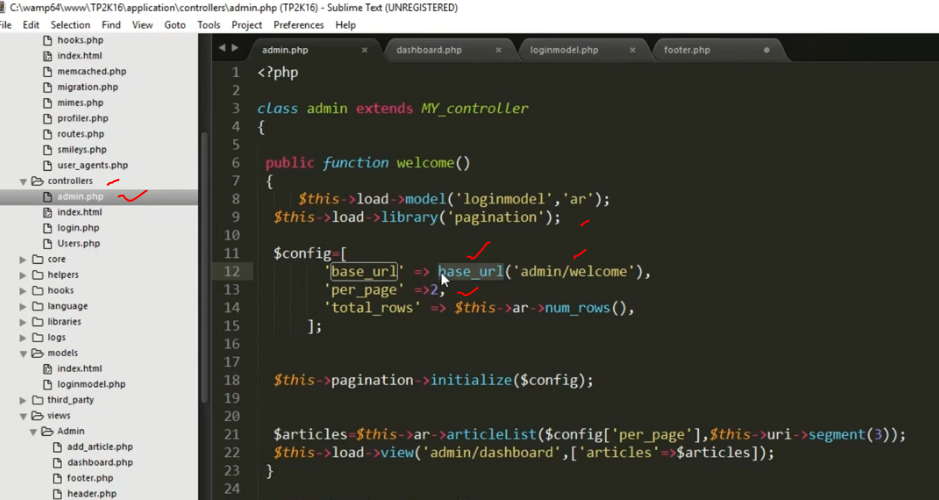 C:\wamp64\www\TP2K16\application\controllers\admin.php (TP2K16) - Sublime Text (UNREGISTERED)
File Edit Selection Find View Goto Tools Project Preferences Help
hooks.php
index.html
memcached.php
migration.php
mimes.php
profiler.php
routes.php
smileys.php
user_agents.php
controllers
admin.php
index.html
login.php
Users.php
core
helpers
hooks
language
libraries
logs
models
index.html
loginmodel.php
third_party
views
Admin
add_article.php
dashboard.php
footer.php
header.php
admin.php × dashboard.php × loginmodel.php × footer.php
1 <?php
2
3 class admin extends MY_controller
4 {
5
6 public function welcome()
7 {
8 $this->load->model('loginmodel','ar');
9 $this->load->library('pagination');
10
11 $config=[
12 'base_url' => base_url('admin/welcome'),
13 'per_page' =>2,
14 'total_rows' => $this->ar->num_rows(),
15 ];
16
17
18 $this->pagination->initialize($config);
19
20
21 $articles=$this->ar->articleList($config['per_page'],$this->uri->segment(3));
22 $this->load->view('admin/dashboard',['articles'=>$articles]);
23 }
24